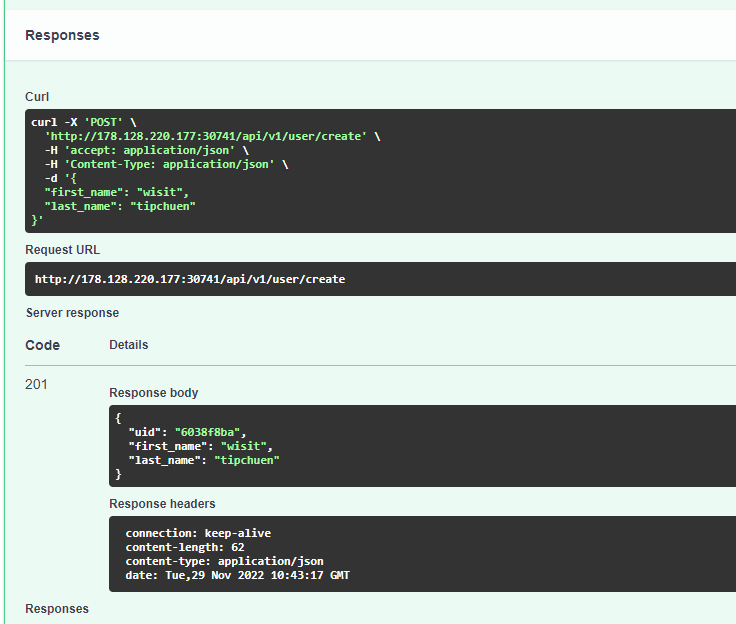 Responses
Curl
curl -X 'POST' \
'http://178.128.220.177:30741/api/v1/user/create' \
-H 'accept: application/json' \
-H 'Content-Type: application/json' \
-d '{
"first_name": "wisit",
"last_name": "tipchuen"
}'
Request URL
http://178.128.220.177:30741/api/v1/user/create
Server response
Code Details
201
Response body
{
"uid": "6038f8ba",
"first_name": "wisit",
"last_name": "tipchuen"
}
Response headers
connection: keep-alive
content-length: 62
content-type: application/json
date: Tue,29 Nov 2022 10:43:17 GMT
Responses